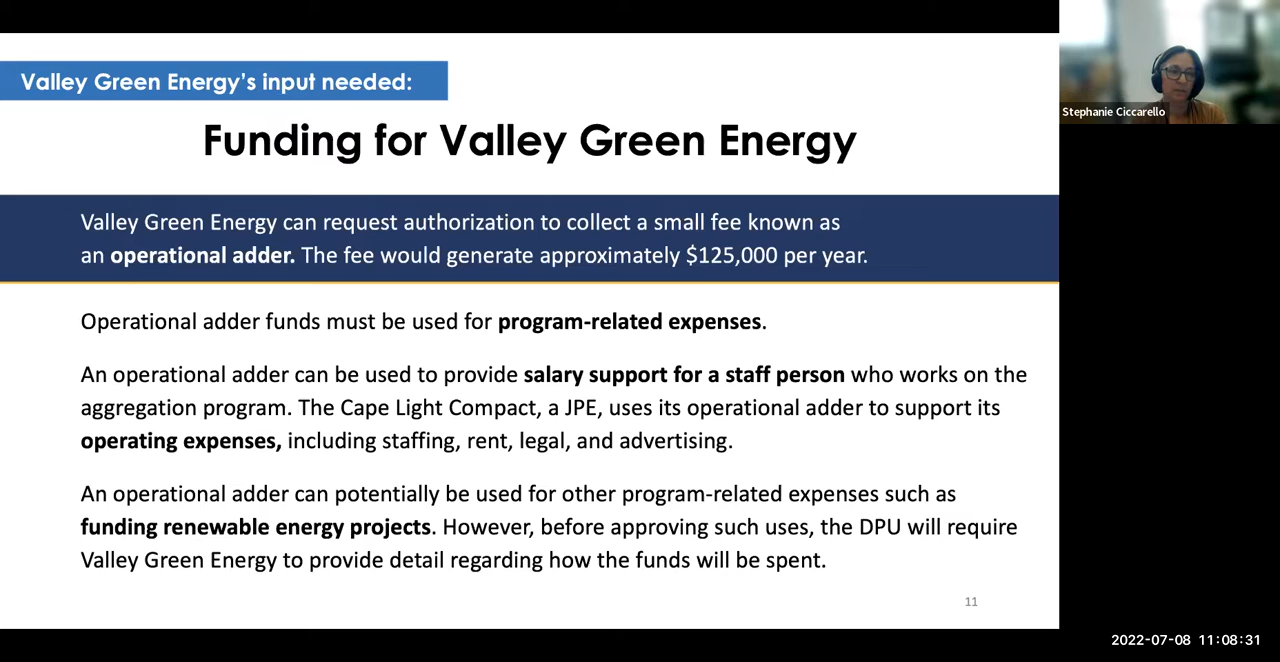 Valley Green Energy’s input needed:
Funding for Valley Green Energy
Valley Green Energy can request authorization to collect a small fee known as
an operational adder. The fee would generate approximately $125,000 per year.
Operational adder funds must be used for program-related expenses.
An operational adder can be used to provide salary support for a staff person who works on the
aggregation program. The Cape Light Compact, a JPE, uses its operational adder to support its
operating expenses, including staffing, rent, legal, and advertising.
An operational adder can potentially be used for other program-related expenses such as
funding renewable energy projects. However, before approving such uses, the DPU will require
Valley Green Energy to provide detail regarding how the funds will be spent.
11
Stephanie Ciccarello
2022-07-08 11:08:31